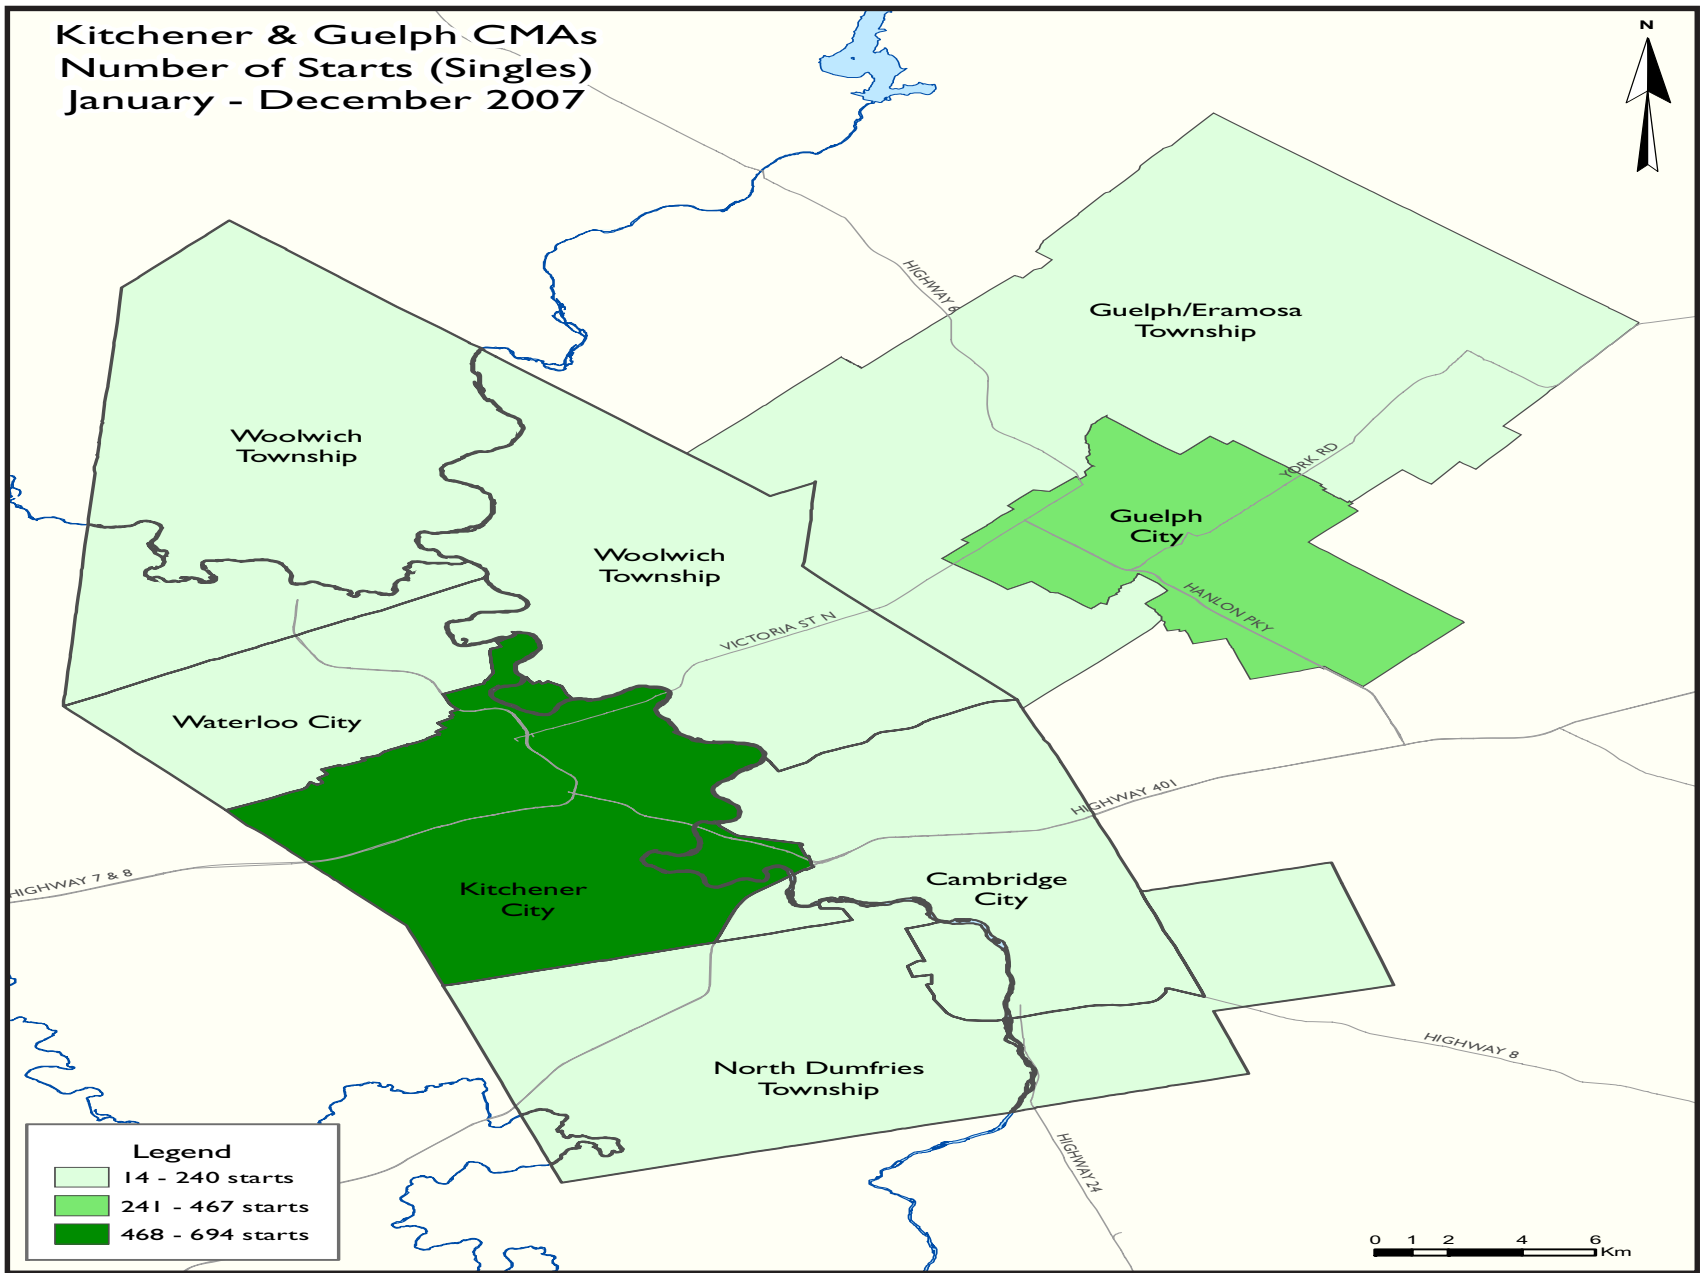 Kitchener & Guelph CMAs
Number of Starts (Singles)
January - December 2007
N
HIGHWAY 6
Guelph/Eramosa
Township
Woolwich
Township
YORK RD
Guelph
City
Woolwich
Township
HANLON PKY
VICTORIA ST N
Waterloo City
HIGHWAY 401
HIGHWAY 7 & 8
Kitchener
City
Cambridge
City
HIGHWAY 8
North Dumfries
Township
HIGHWAY 24
Legend
14 - 240 starts
241 - 467 starts
468 - 694 starts
0 1 2 4 6
Km